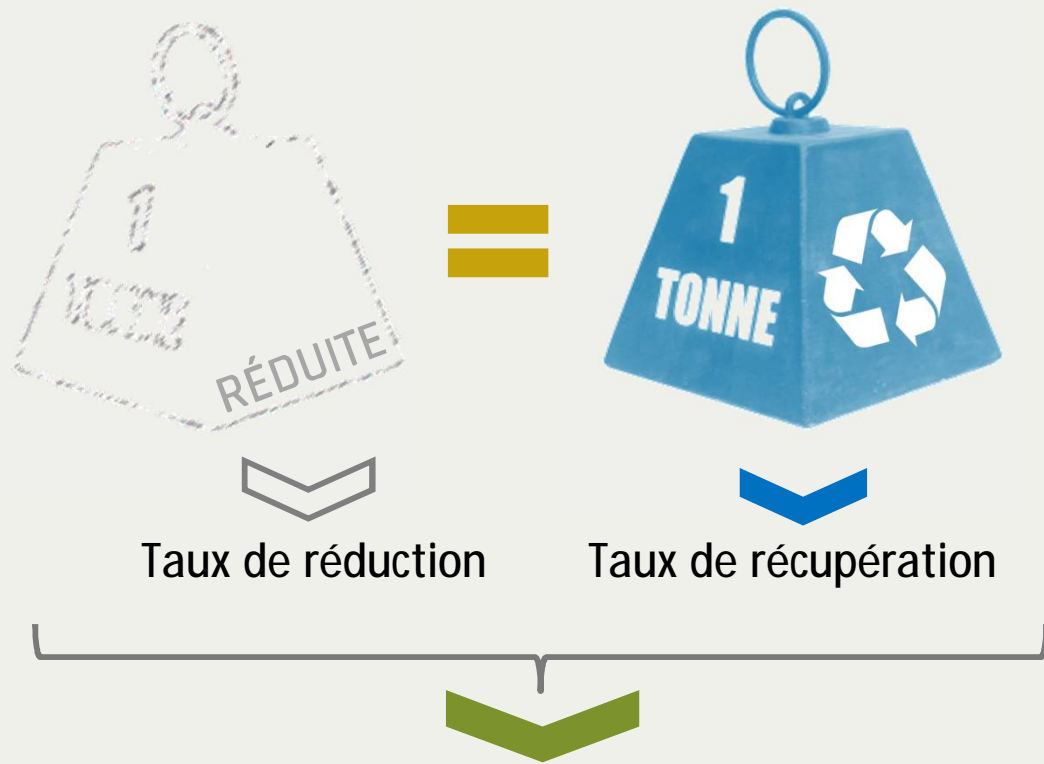 1
RÉDUITE
1
TONNE
Taux de réduction
Taux de récupération